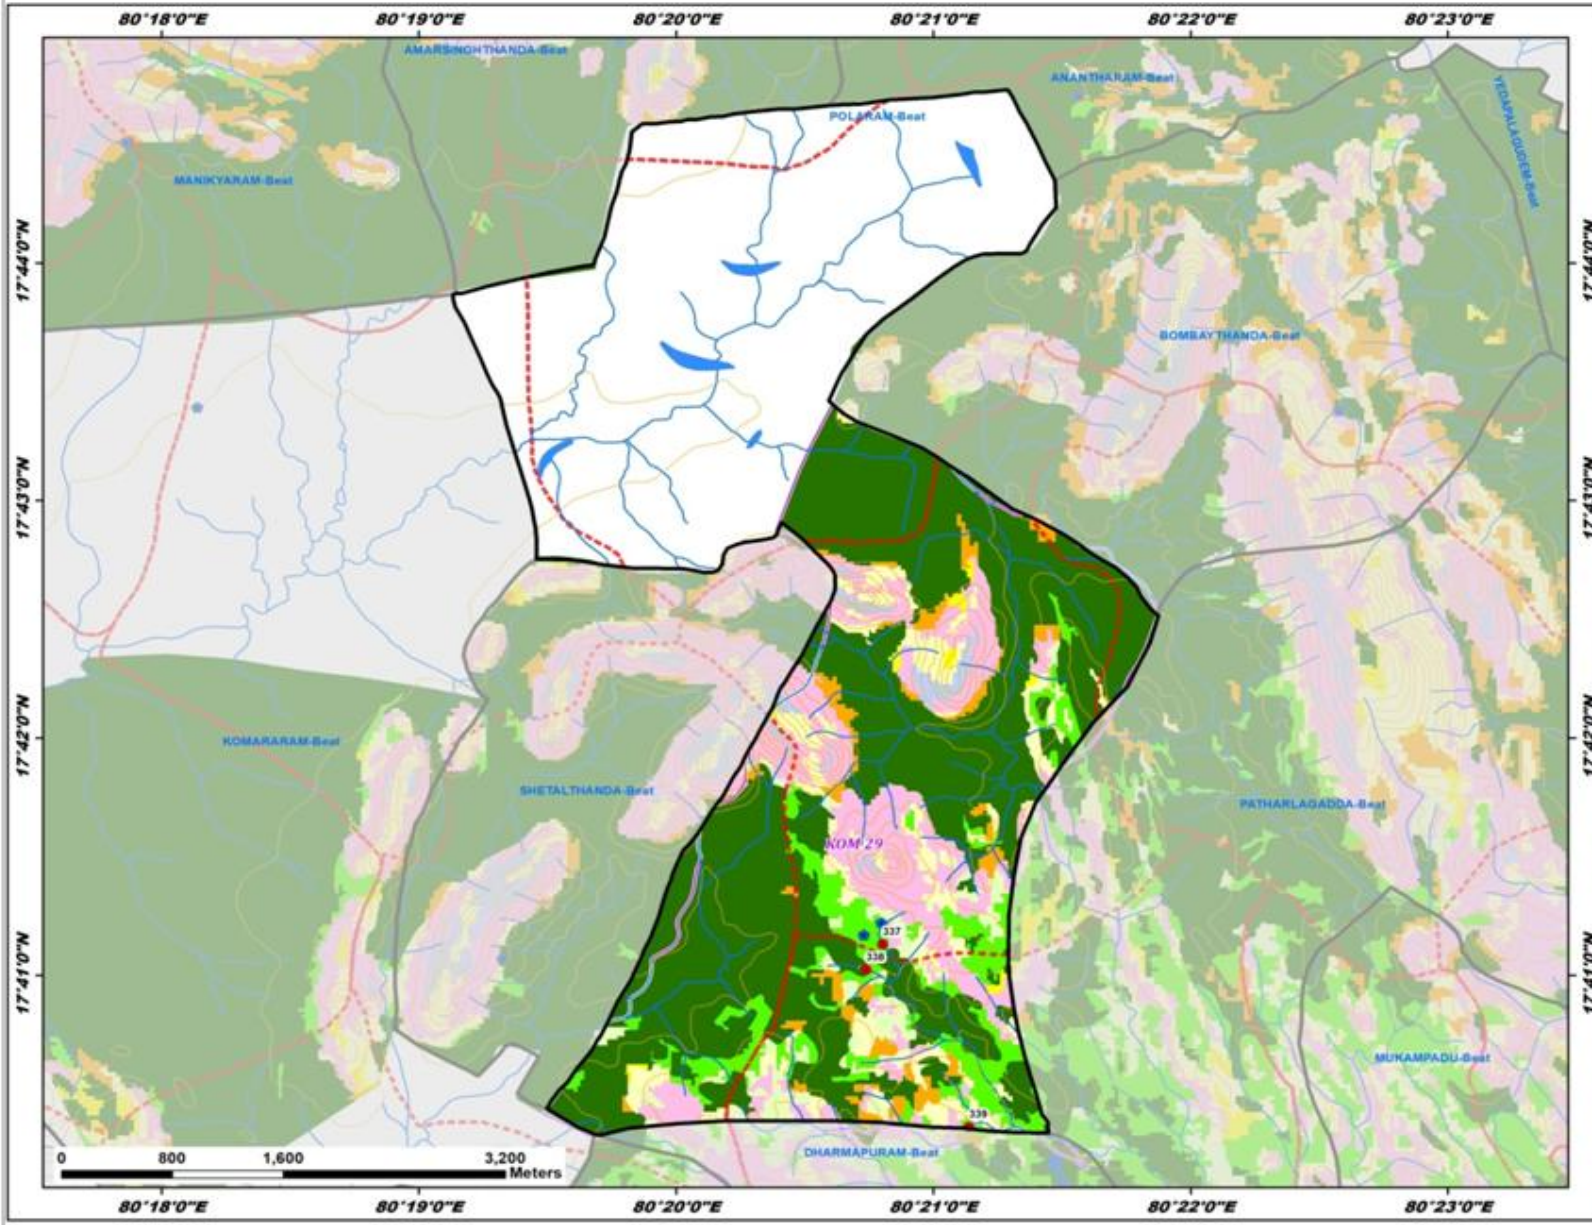 80°18'0"E 80°19'0"E 80°20'0"E 80°21'0"E 80°22'0"E 80°23'0"E
AMARSINGHTHANDA-Beat
ANANTHARAM-Beat
YEDAPALAGUDEM-Beat
POLARAM-Beat
MANIKYARAM-Beat
17°44'0"N 17°44'0"N
BOMBAYTHANDA-Beat
17°43'0"N 17°43'0"N
17°42'0"N 17°42'0"N
KOMARARAM-Beat
SHETALTHANDA-Beat
PATHARLAGADDA-Beat
KOM 29
337
338
17°41'0"N 17°41'0"N
MUKAMPADU-Beat
339
DHARMAPURAM-Beat
0 800 1,600 3,200
Meters
80°18'0"E 80°19'0"E 80°20'0"E 80°21'0"E 80°22'0"E 80°23'0"E